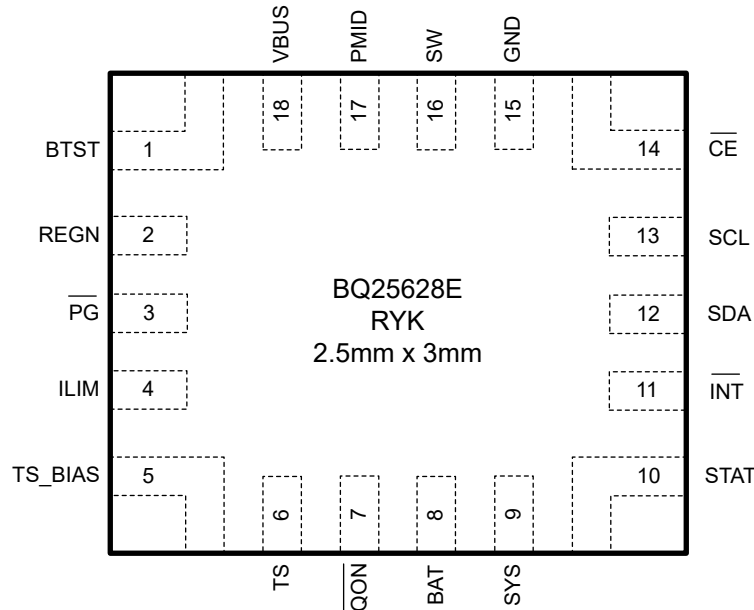 VBUS
PMID
SW
GND
18
17
16
15
BTST
1
14
CE
REGN
2
13
SCL
PG
3
12
SDA
ILIM
4
11
INT
TS_BIAS
5
10
STAT
BQ25628E
RYK
2.5mm x 3mm
6
7
8
9
TS
QON
BAT
SYS